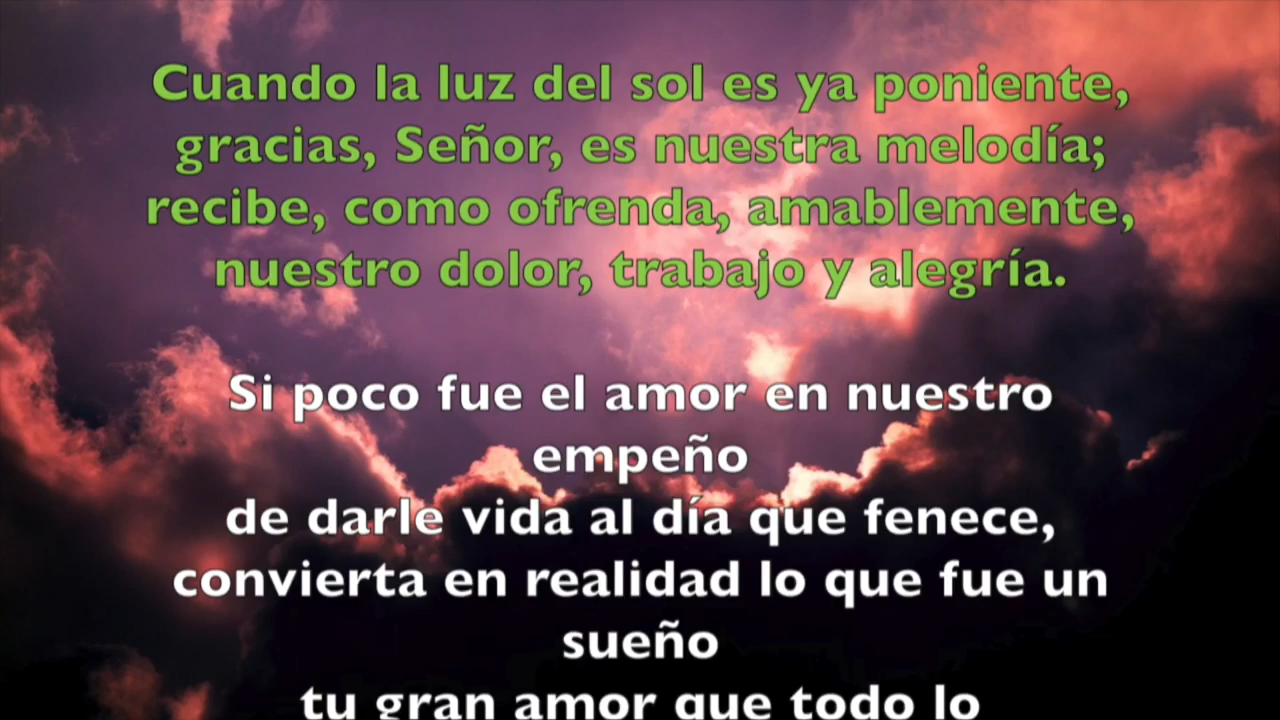 Cuando la luz del sol es ya poniente,
gracias, Señor, es nuestra melodía;
recibe, como ofrenda, amablemente,
nuestro dolor, trabajo y alegría.
Si poco fue el amor en nuestro
empeño
de darle vida al día que fenece,
convierta en realidad lo que fue un
sueño
tu gran amor que todo lo